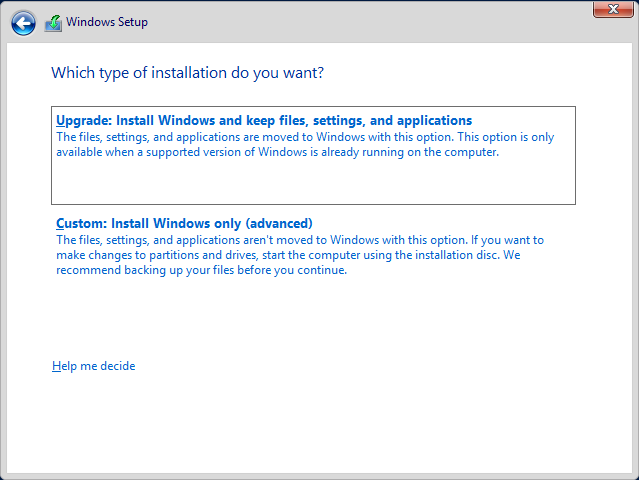 Windows Setup
Which type of installation do you want?
Upgrade: Install Windows and keep files, settings, and applications
The files, settings, and applications are moved to Windows with this option. This option is only
available when a supported version of Windows is already running on the computer.
Custom: Install Windows only (advanced)
The files, settings, and applications aren't moved to Windows with this option. If you want to
make changes to partitions and drives, start the computer using the installation disc. We
recommend backing up your files before you continue.
Help me decide